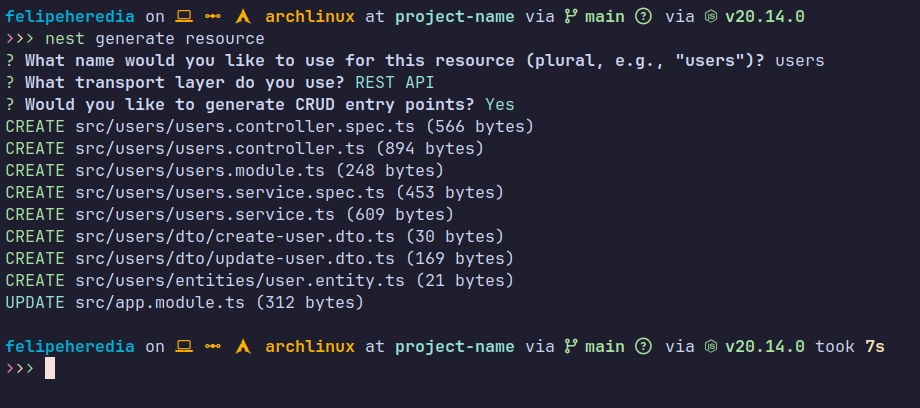 felipeheredia on archlinux at project-name via main ? via v20.14.0
>>> nest generate resource
? What name would you like to use for this resource (plural, e.g., "users")? users
? What transport layer do you use? REST API
? Would you like to generate CRUD entry points? Yes
CREATE src/users/users.controller.spec.ts (566 bytes)
CREATE src/users/users.controller.ts (894 bytes)
CREATE src/users/users.module.ts (248 bytes)
CREATE src/users/users.service.spec.ts (453 bytes)
CREATE src/users/users.service.ts (609 bytes)
CREATE src/users/dto/create-user.dto.ts (30 bytes)
CREATE src/users/dto/update-user.dto.ts (169 bytes)
CREATE src/users/entities/user.entity.ts (21 bytes)
UPDATE src/app.module.ts (312 bytes)
felipeheredia on archlinux at project-name via main ? via v20.14.0 took 7s
>>>